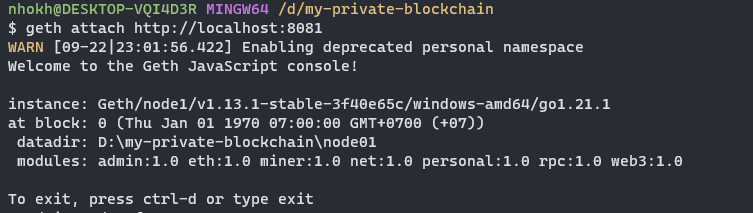 nhokh@DESKTOP-VQI4D3R MINGW64 /d/my-private-blockchain
$ geth attach http://localhost:8081
WARN [09-22|23:01:56.422] Enabling deprecated personal namespace
Welcome to the Geth JavaScript console!
instance: Geth/node1/v1.13.1-stable-3f40e65c/windows-amd64/go1.21.1
at block: 0 (Thu Jan 01 1970 07:00:00 GMT+0700 (+07))
datadir: D:\my-private-blockchain\node01
modules: admin:1.0 eth:1.0 miner:1.0 net:1.0 personal:1.0 rpc:1.0 web3:1.0
To exit, press ctrl-d or type exit